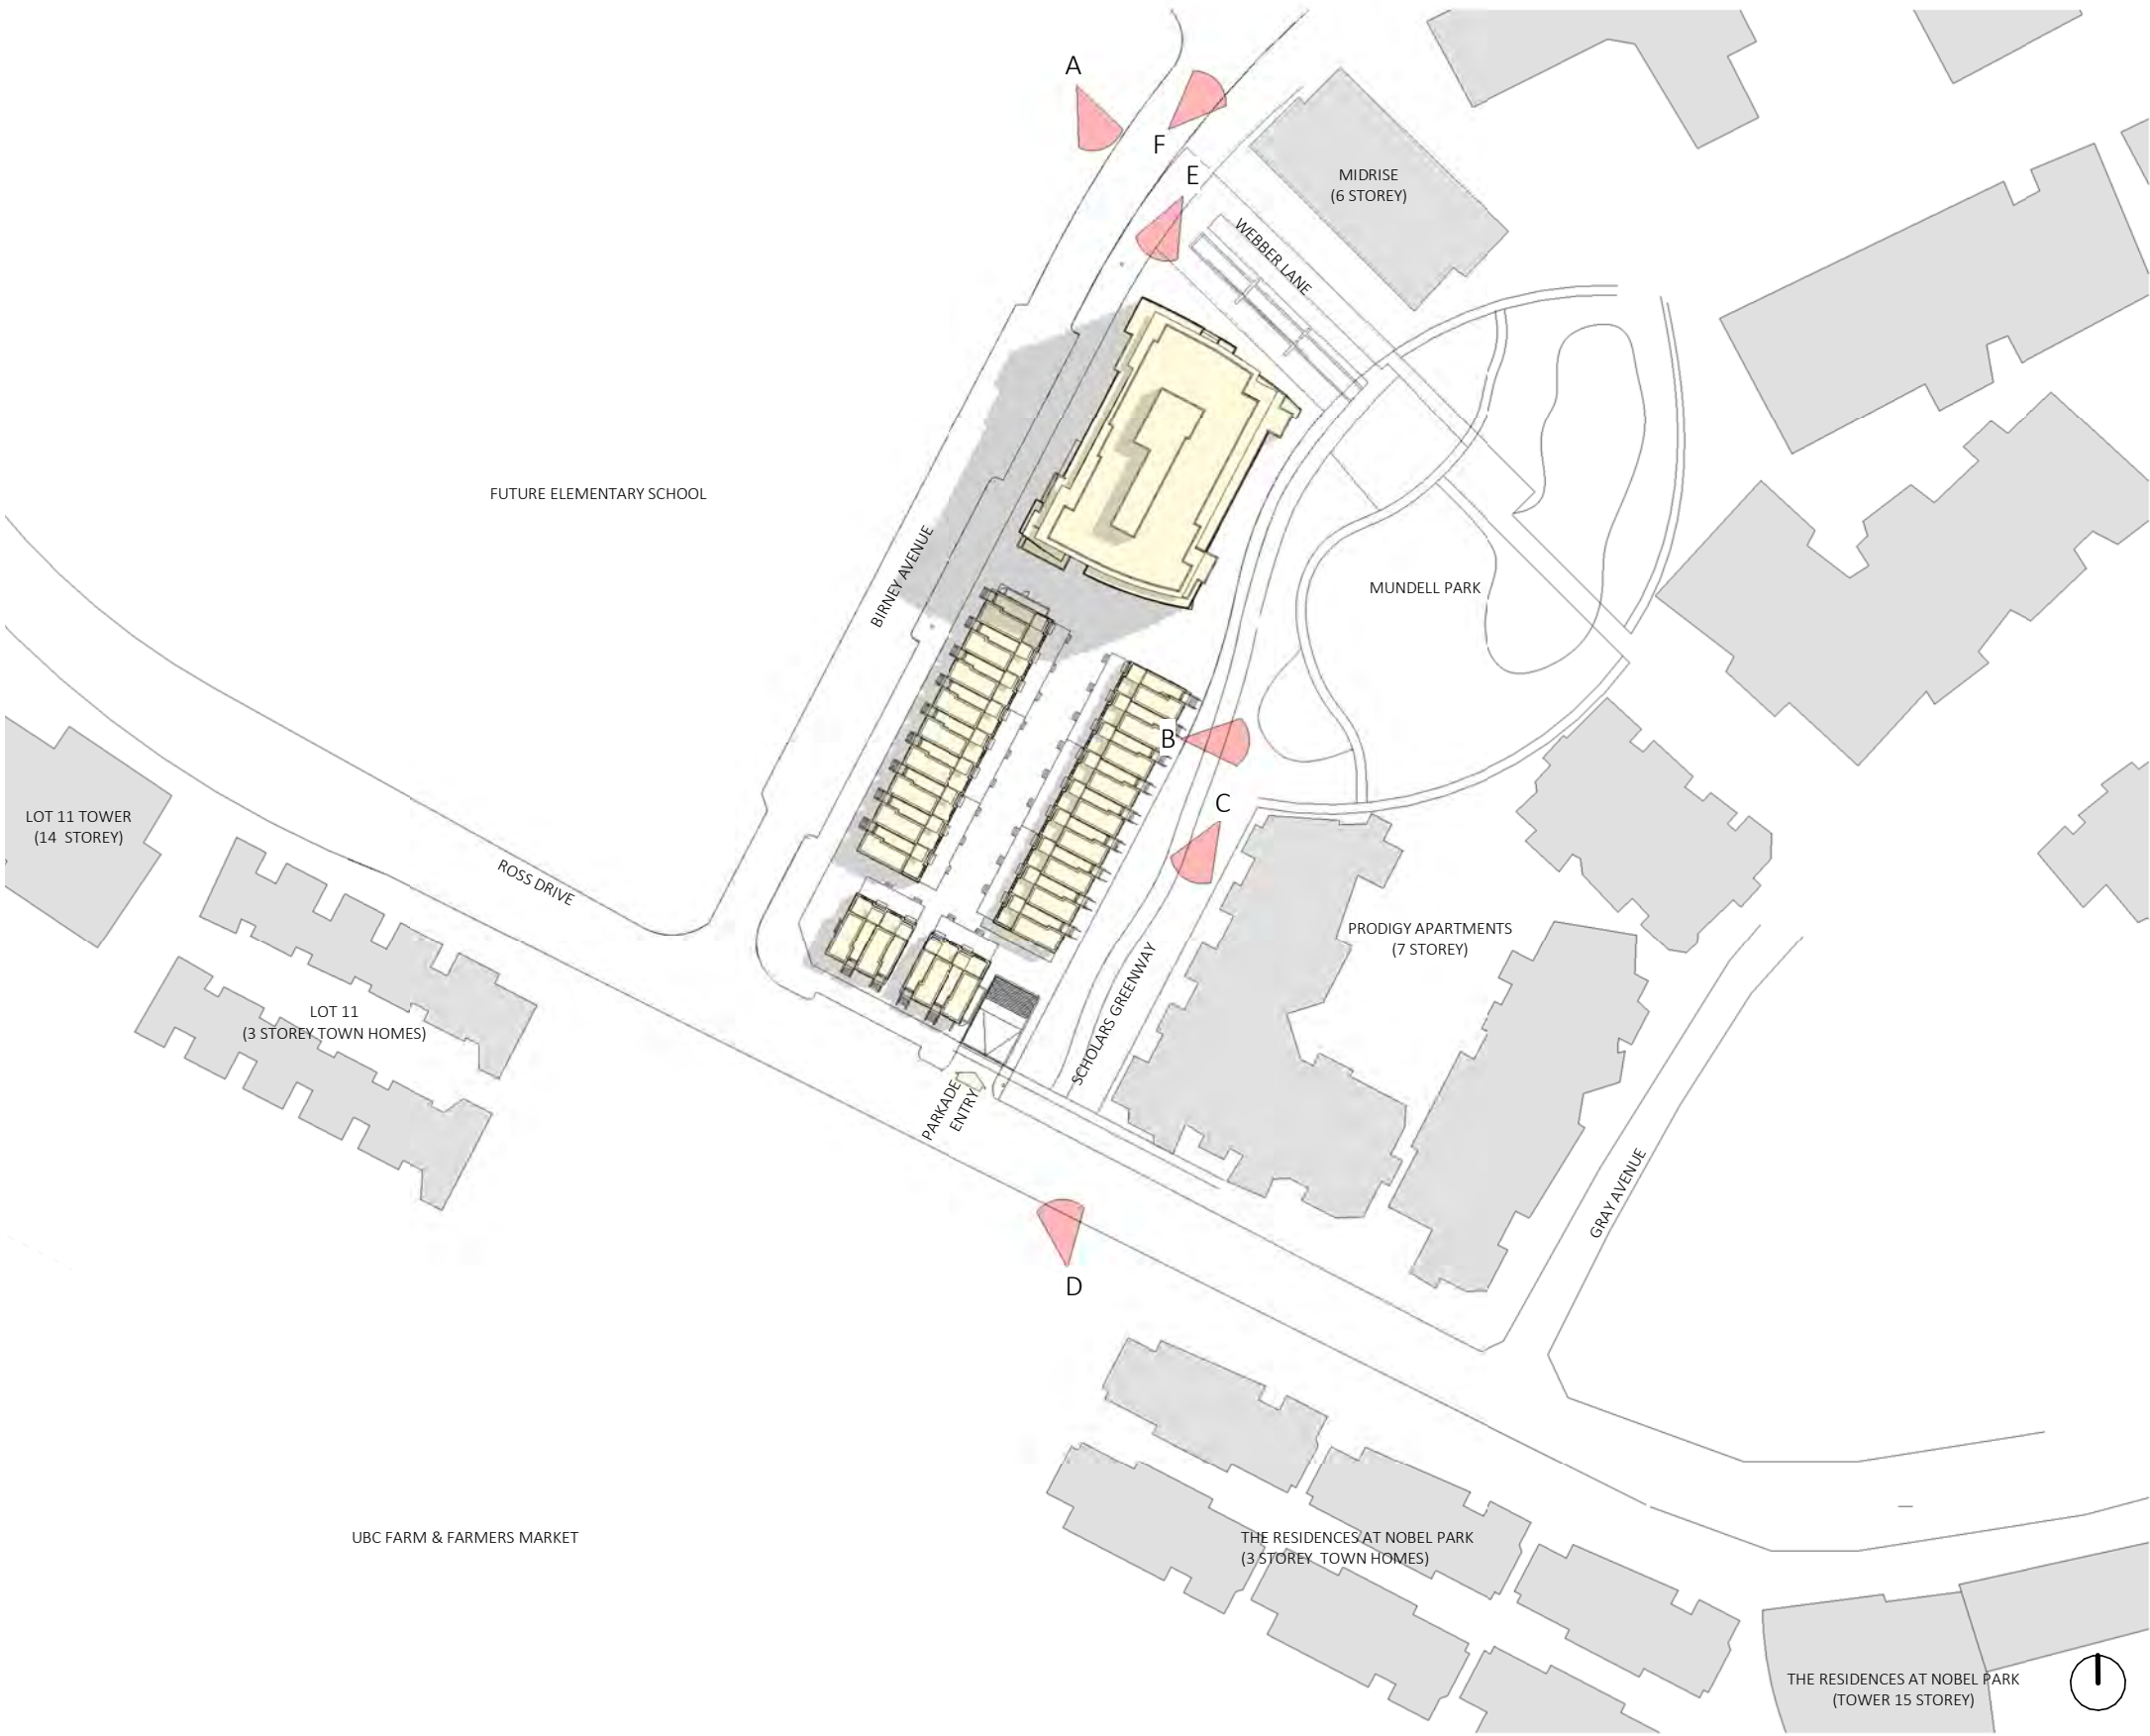 A
F
E
MIDRISE
(6 STOREY)
WEBBER LANE
FUTURE ELEMENTARY SCHOOL
BIRNEY AVENUE
MUNDELL PARK
B
C
LOT 11 TOWER
(14 STOREY)
ROSS DRIVE
PRODIGY APARTMENTS
(7 STOREY)
SCHOLARS GREENWAY
LOT 11
(3 STOREY TOWN HOMES)
PARKADE
ENTRY
GRAY AVENUE
D
UBC FARM & FARMERS MARKET
THE RESIDENCES AT NOBEL PARK
(3 STOREY TOWN HOMES)
THE RESIDENCES AT NOBEL PARK
(TOWER 15 STOREY)